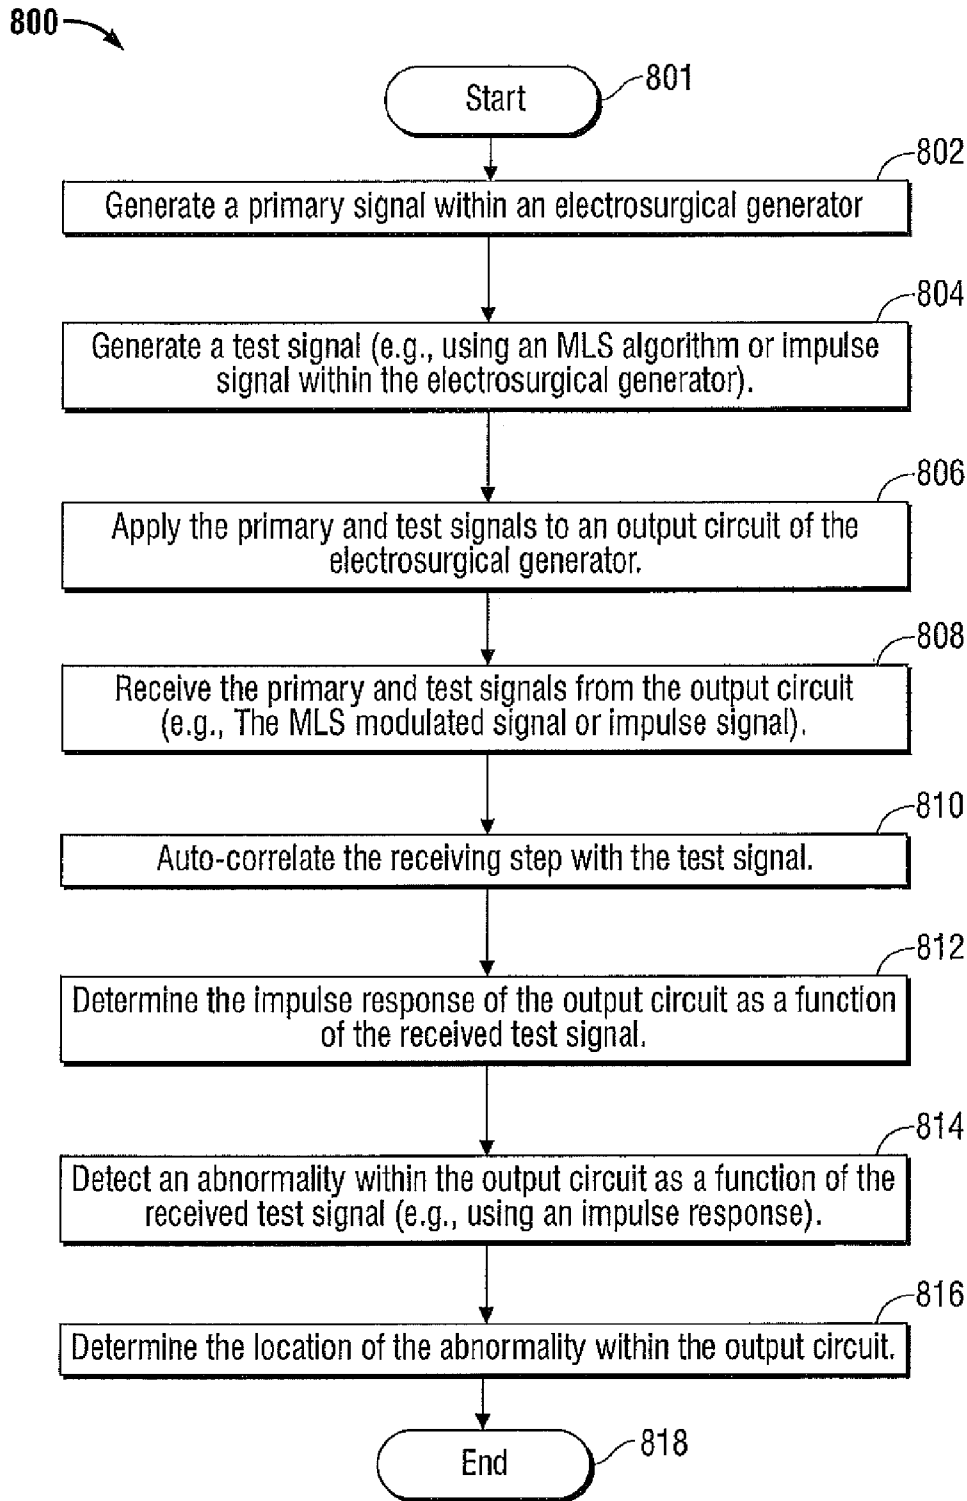 800
Start
801
802
Generate a primary signal within an electrosurgical generator
804
Generate a test signal (e.g., using an MLS algorithm or impulse
signal within the electrosurgical generator).
806
Apply the primary and test signals to an output circuit of the
electrosurgical generator.
808
Receive the primary and test signals from the output circuit
(e.g., The MLS modulated signal or impulse signal).
810
Auto-correlate the receiving step with the test signal.
812
Determine the impulse response of the output circuit as a function
of the received test signal.
814
Detect an abnormality within the output circuit as a function of the
received test signal (e.g., using an impulse response).
816
Determine the location of the abnormality within the output circuit.
End
818